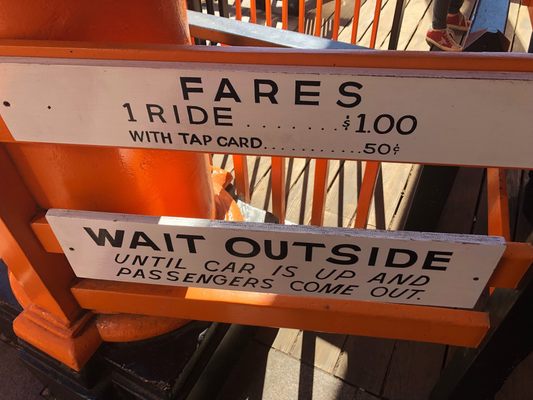 FARES
1 RIDE ........ $1.00
WITH TAP CARD............50¢
WAIT OUTSIDE
UNTIL CAR IS UP AND
PASSENGERS COME OUT.